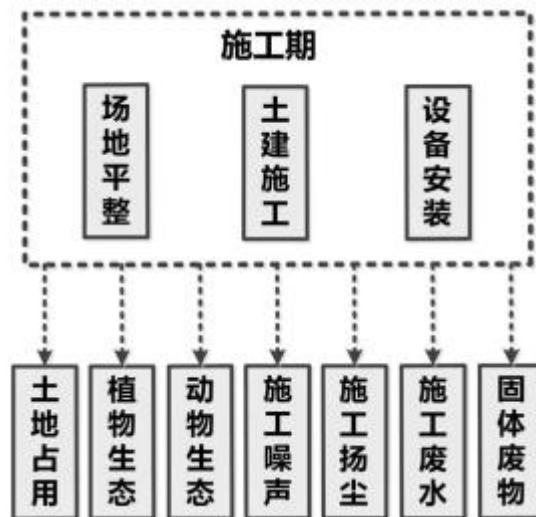 施工期
场地平整
土建施工
设备安装
土地占用
植物生态
动物生态
施工噪声
施工扬尘
施工废水
固体废物